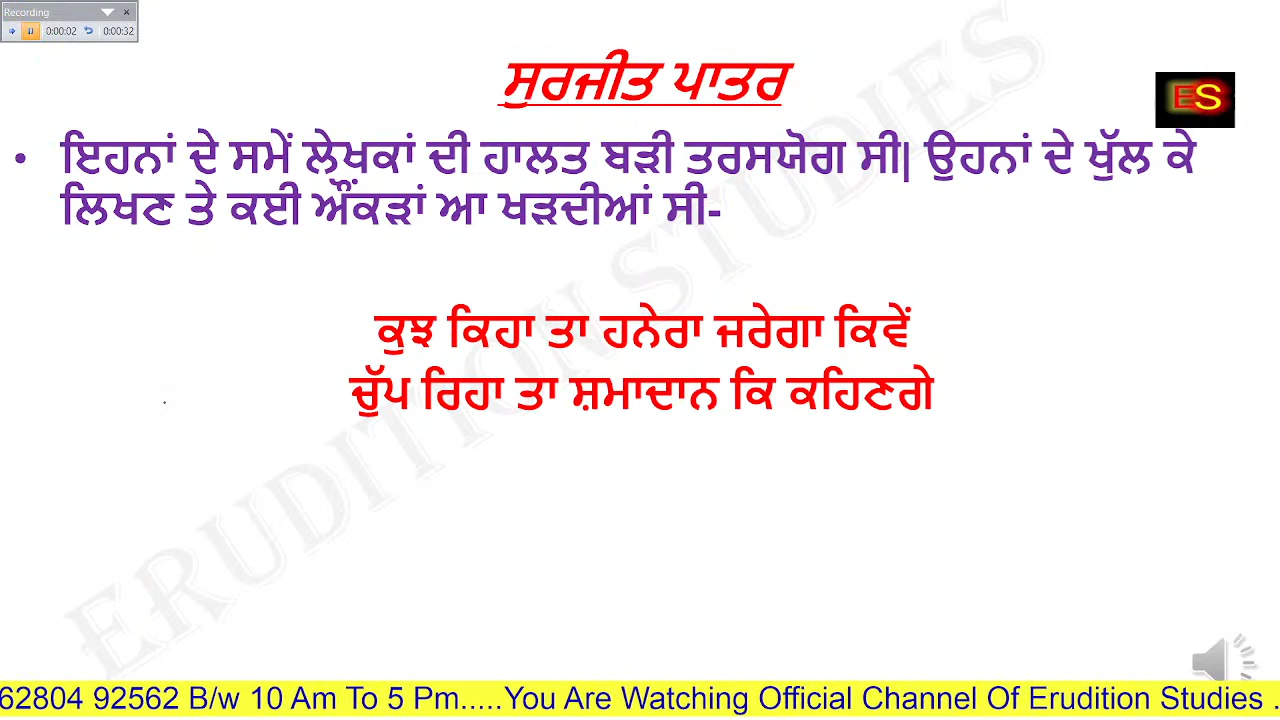 Recording
0:00:02 0:00:32
ਸੁਰਜੀਤ ਪਾਤਰ
ES
• ਇਹਨਾਂ ਦੇ ਸਮੇਂ ਲੇਖਕਾਂ ਦੀ ਹਾਲਤ ਬੜੀ ਤਰਸਯੋਗ ਸੀ| ਉਹਨਾਂ ਦੇ ਖੁੱਲ ਕੇ
ਲਿਖਣ ਤੇ ਕਈ ਔਂਕੜਾਂ ਆ ਖੜਦੀਆਂ ਸੀ-
ਕੁਝ ਕਿਹਾ ਤਾ ਹਨੇਰਾ ਜਰੇਗਾ ਕਿਵੇਂ
ਚੁੱਪ ਰਿਹਾ ਤਾ ਸ਼ਮਾਦਾਨ ਕਿ ਕਹਿਣਗੇ
ERUDITION STUDIES
62804 92562 B/w 10 Am To 5 Pm.....You Are Watching Official Channel Of Erudition Studies .